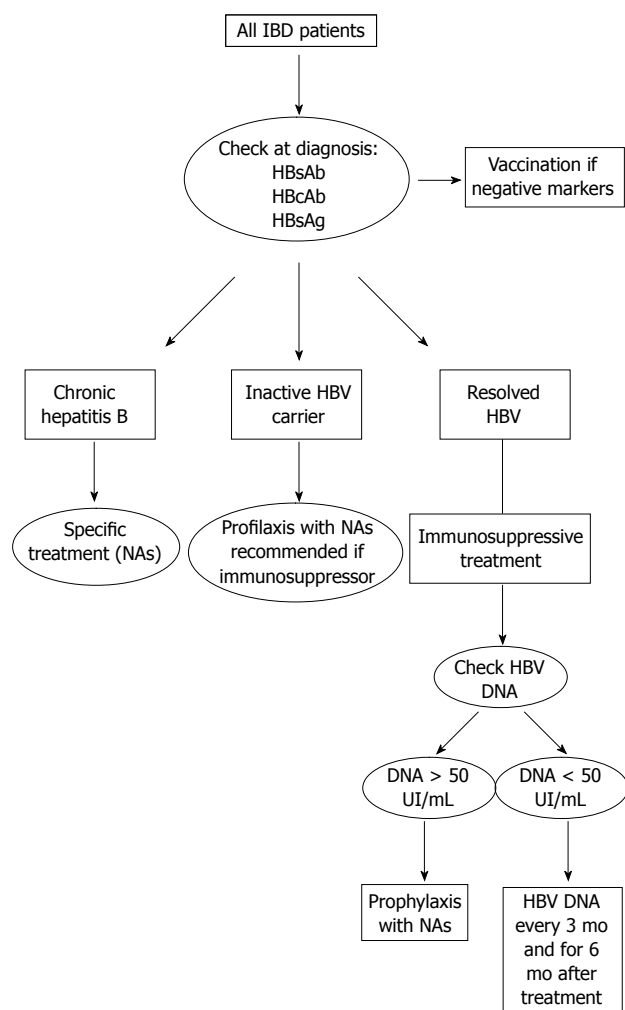 All IBD patients
Check at diagnosis:
HBsAb
HBcAb
HBsAg
Vaccination if
negative markers
Chronic
hepatitis B
Inactive HBV
carrier
Resolved
HBV
Specific
treatment (NAs)
Profilaxis with NAs
recommended if
immunosuppressor
Immunosuppressive
treatment
Check HBV
DNA
DNA > 50
UI/mL
DNA < 50
UI/mL
Prophylaxis
with NAs
HBV DNA
every 3 mo
and for 6
mo after
treatment